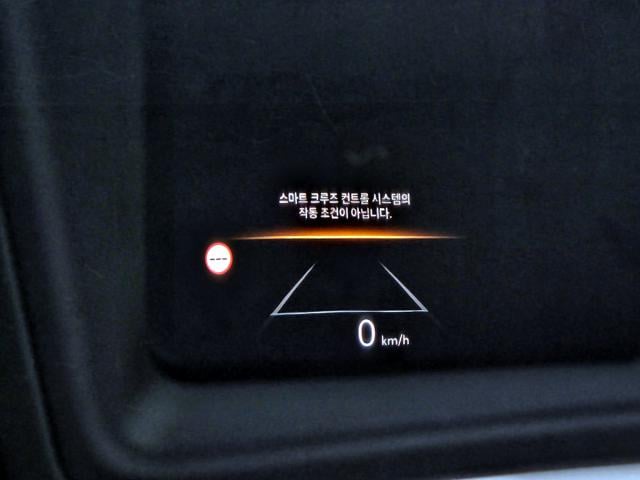 스마트 크루즈 컨트롤 시스템의
작동 조건이 아닙니다.
---
0 km/h